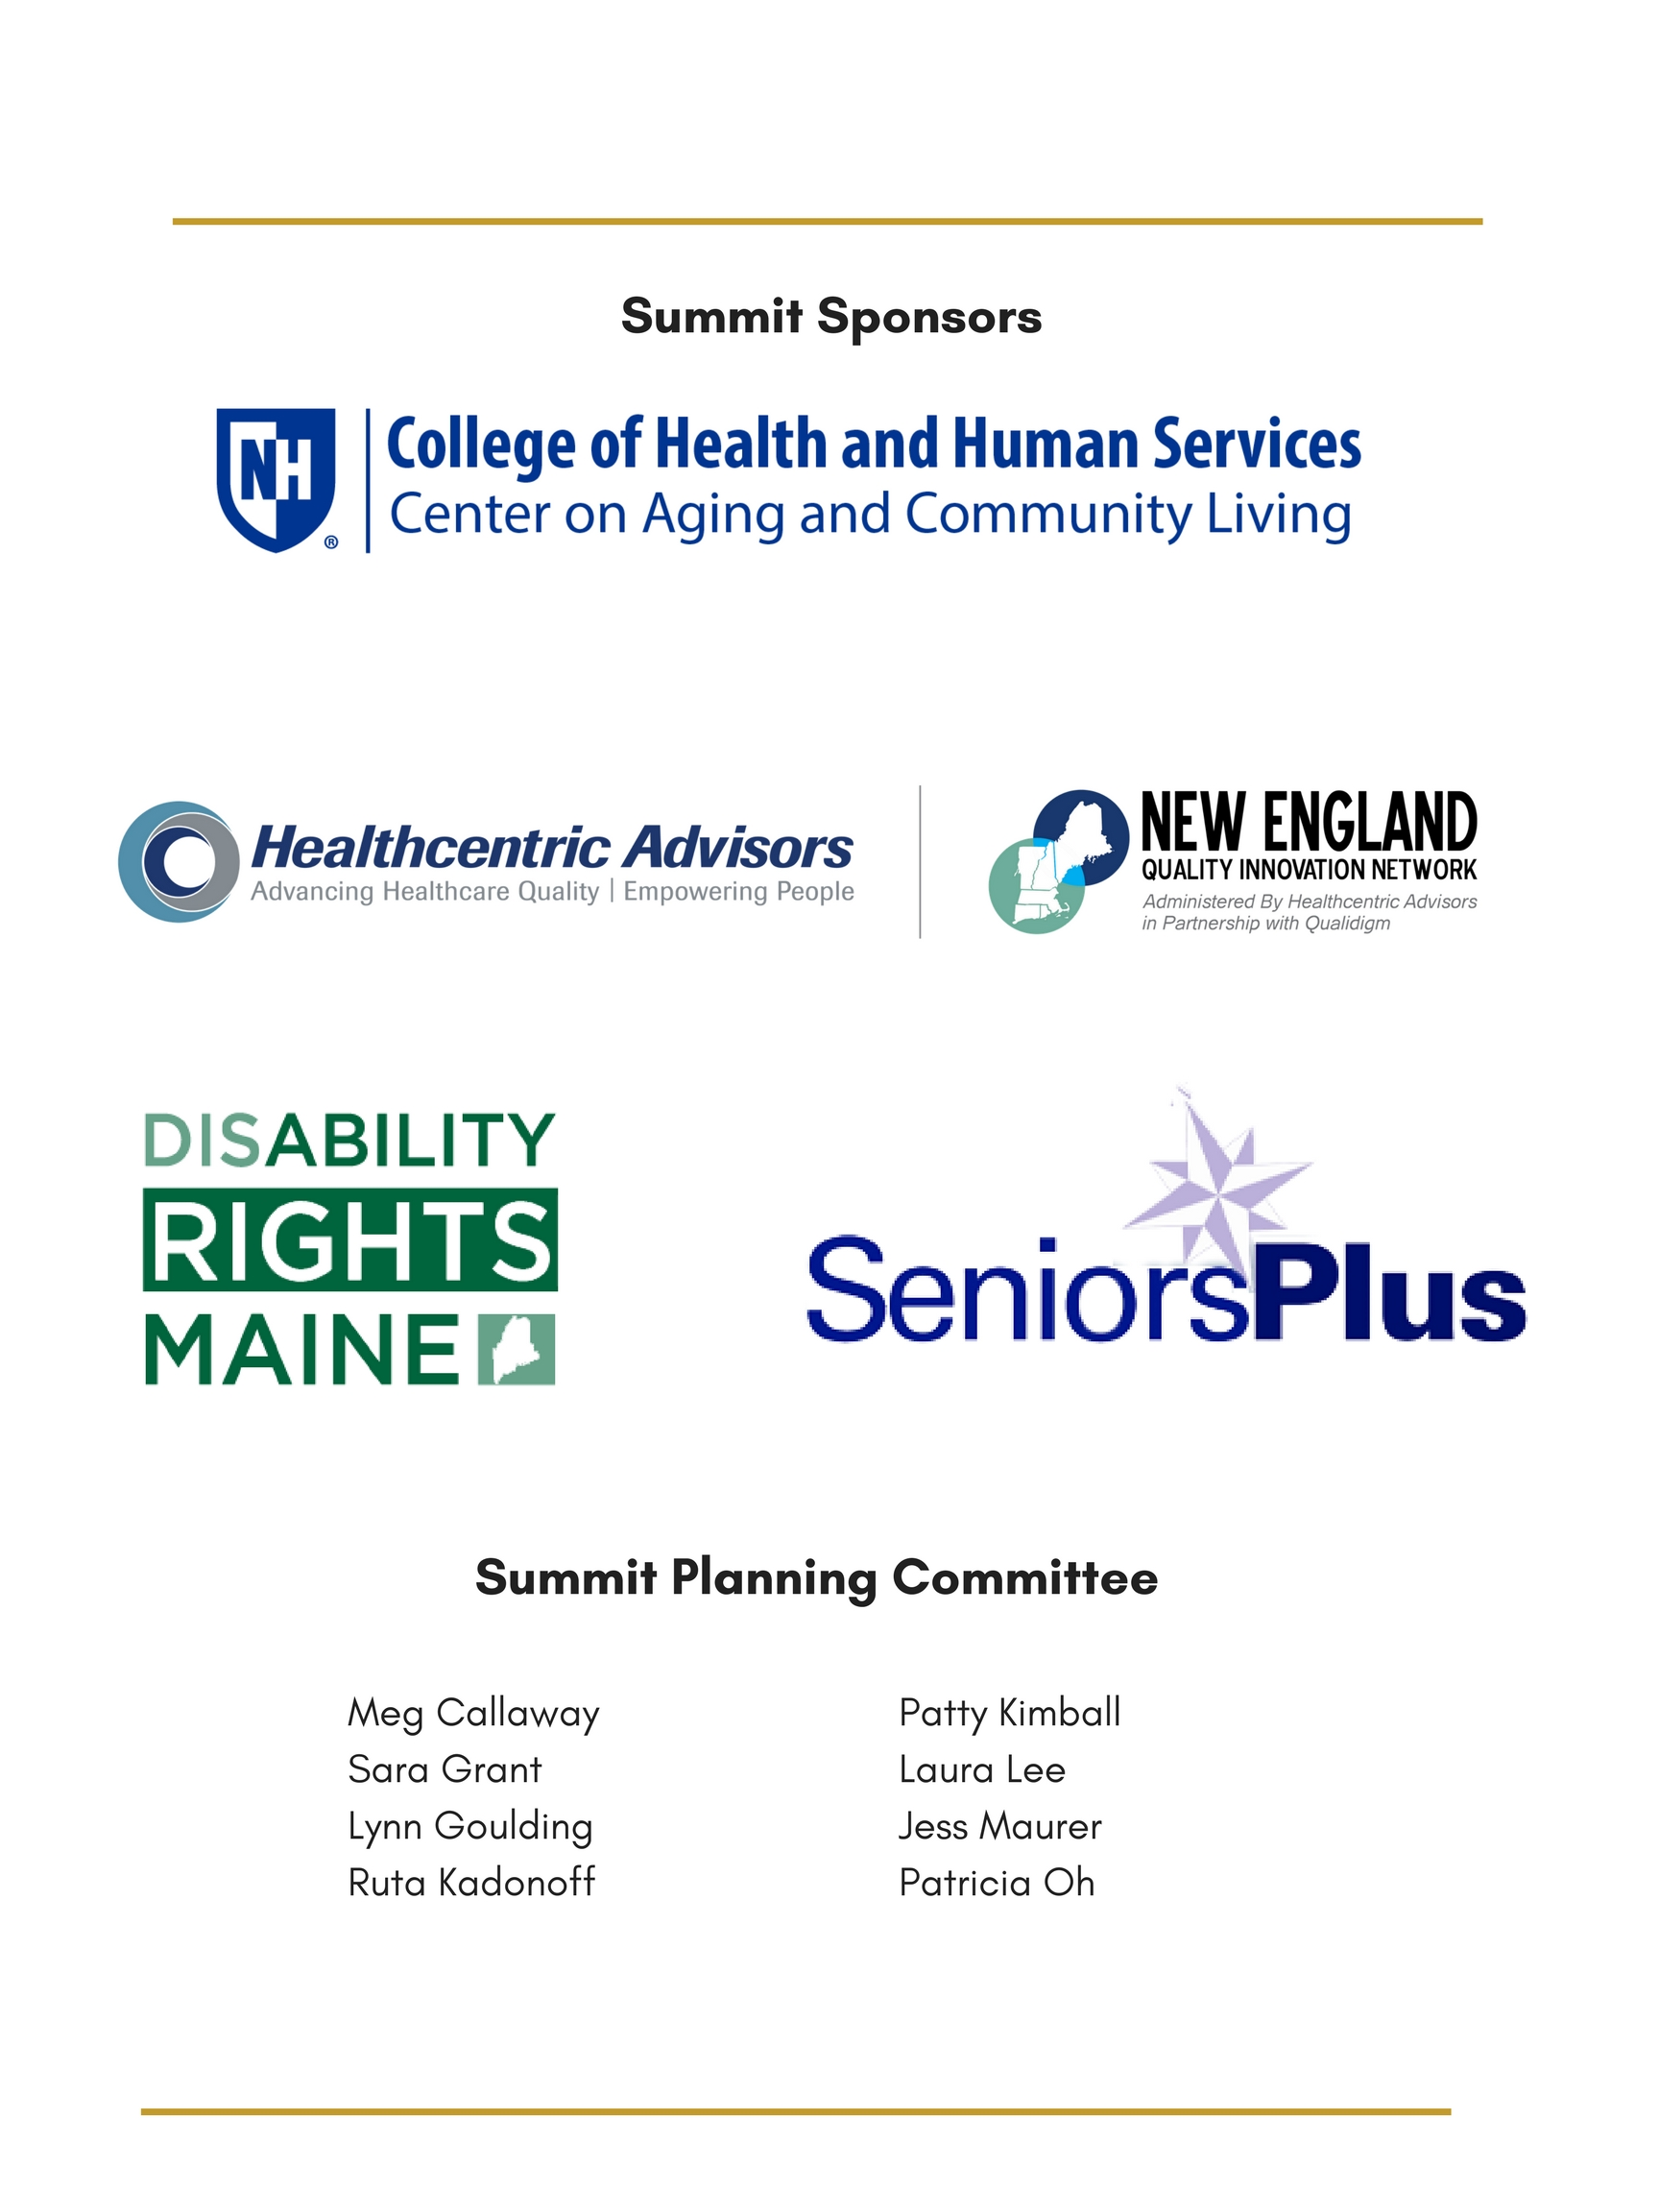 Summit Sponsors
NH
®
College of Health and Human Services
Center on Aging and Community Living
Healthcentric Advisors
Advancing Healthcare Quality | Empowering People
NEW ENGLAND
QUALITY INNOVATION NETWORK
Administered By Healthcentric Advisors
in Partnership with Qualidigm
DISABILITY
RIGHTS
MAINE
SeniorsPlus
Summit Planning Committee
Meg Callaway
Sara Grant
Lynn Goulding
Ruta Kadonoff
Patty Kimball
Laura Lee
Jess Maurer
Patricia Oh